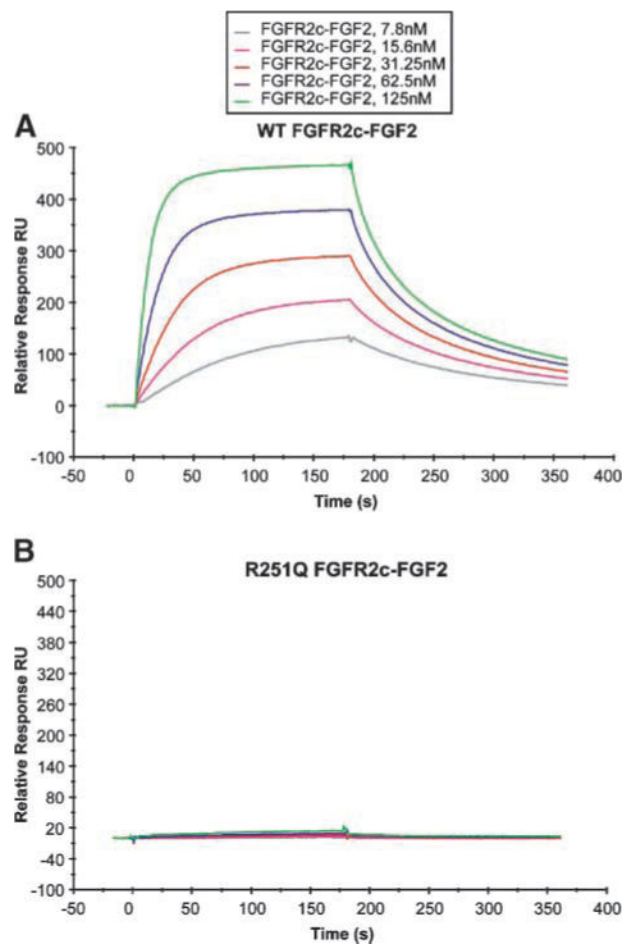 FGFR2c-FGF2, 7.8nM
FGFR2c-FGF2, 15.6nM
FGFR2c-FGF2, 31.25nM
FGFR2c-FGF2, 62.5nM
FGFR2c-FGF2, 125nM
A
WT FGFR2c-FGF2
500
400
300
200
100
0
-100
Relative Response RU
-50 0 50 100 150 200 250 300 350 400
Time (s)
B
R251Q FGFR2c-FGF2
500
440
380
320
260
200
140
80
20
-40
-100
Relative Response RU
-50 0 50 100 150 200 250 300 350 400
Time (s)